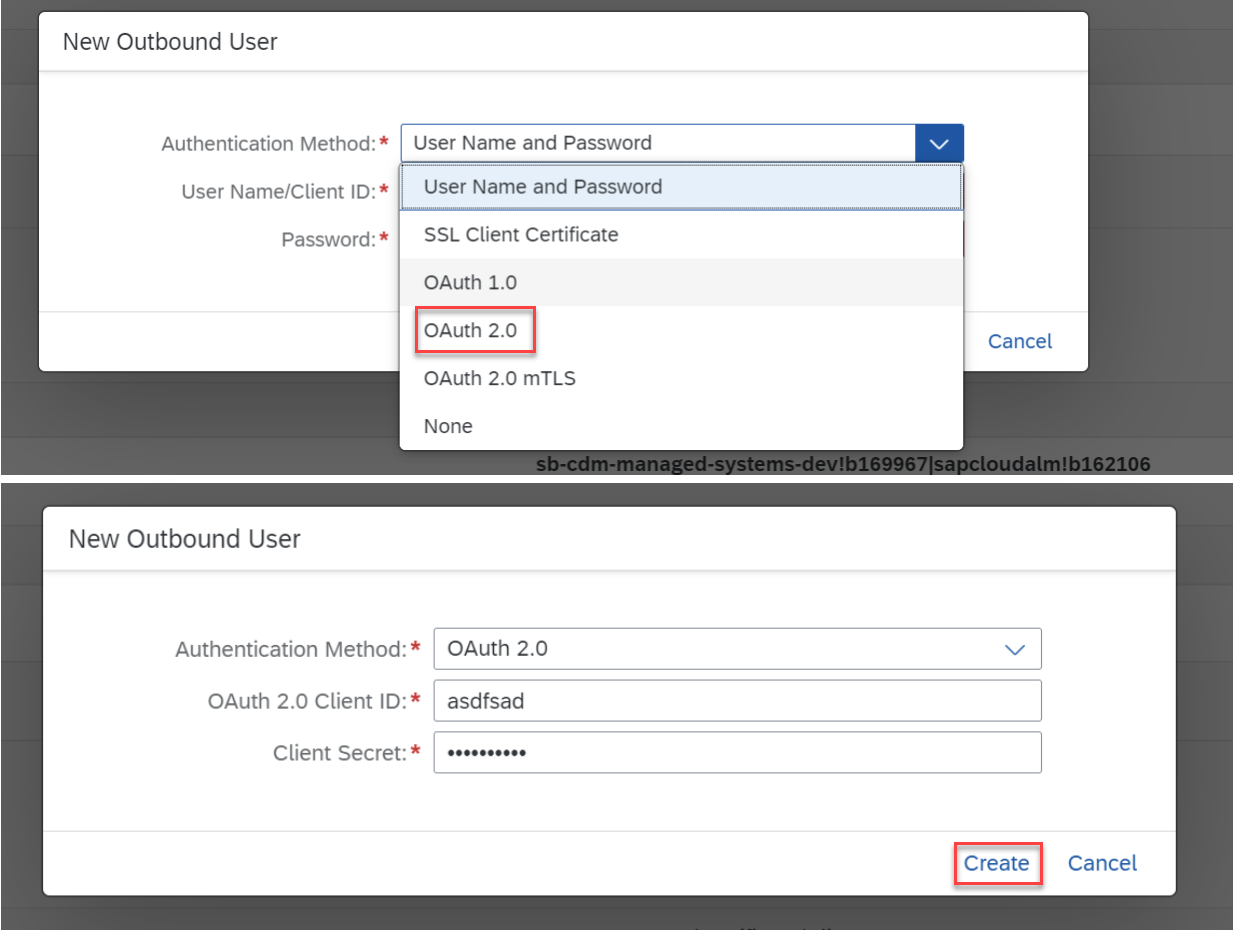 New Outbound User
Authentication Method:* User Name and Password
User Name/Client ID:* User Name and Password
Password:* SSL Client Certificate
OAuth 1.0
OAuth 2.0
Cancel
OAuth 2.0 mTLS
None
sb-cdm-managed-systems-dev!b169967|sapcloudalm!b162106
New Outbound User
Authentication Method:* OAuth 2.0
OAuth 2.0 Client ID:* asdfsad
Client Secret:* ••••••••••
Create Cancel